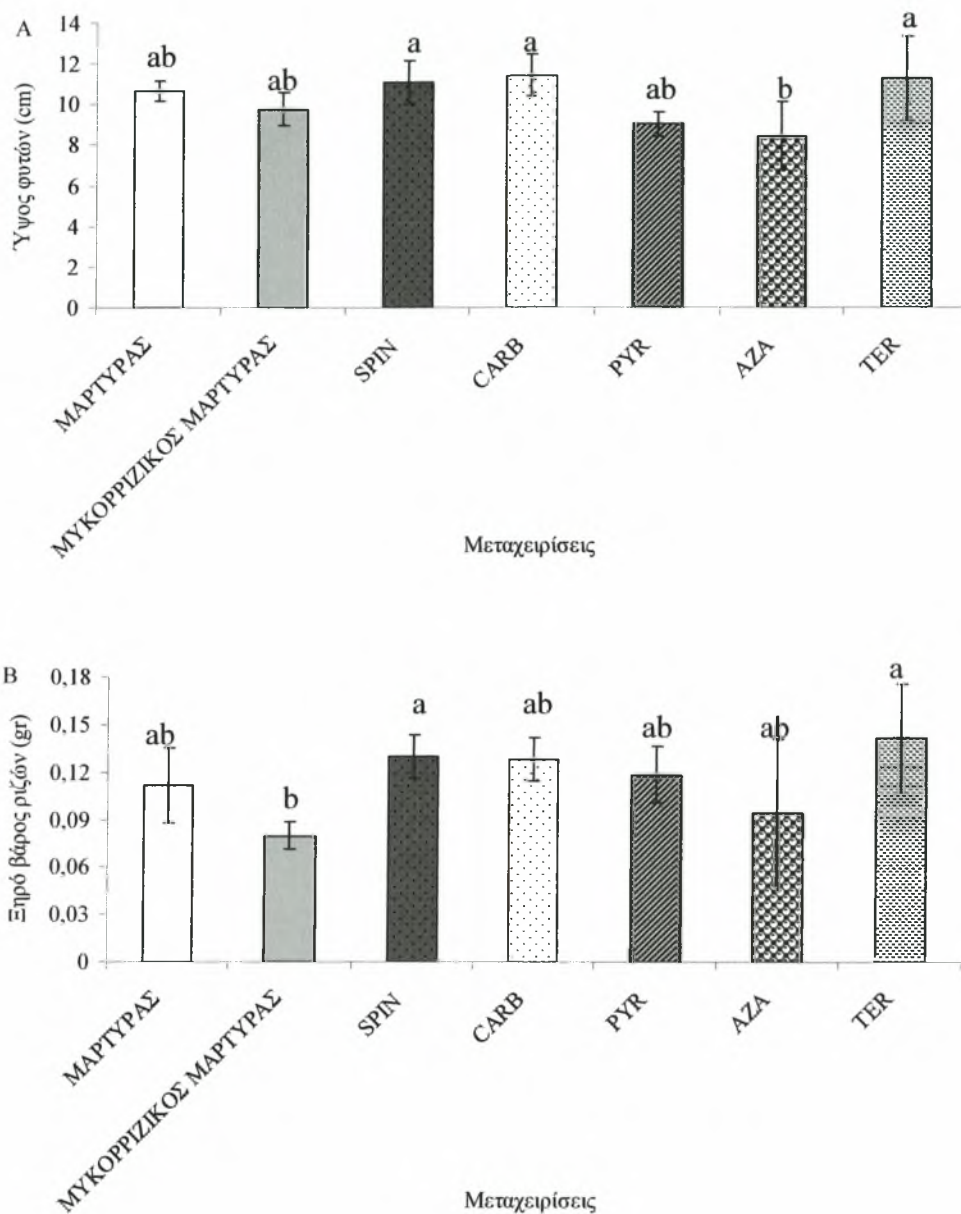 A
Ύψος φυτών (cm)
14
12
10
8
6
4
2
0
ab
ab
a
a
ab
b
a
ΜΑΡΤΥΡΑΣ
ΜΥΚΟΡΡΙΖΙΚΟΣ ΜΑΡΤΥΡΑΣ
SPIN
CARB
PYR
AZA
TER
Μεταχειρίσεις
B
Ξηρό βάρος ριζών (gr)
0,18
0,15
0,12
0,09
0,06
0,03
0
ab
b
a
ab
ab
ab
a
ΜΑΡΤΥΡΑΣ
ΜΥΚΟΡΡΙΖΙΚΟΣ ΜΑΡΤΥΡΑΣ
SPIN
CARB
PYR
AZA
TER
Μεταχειρίσεις